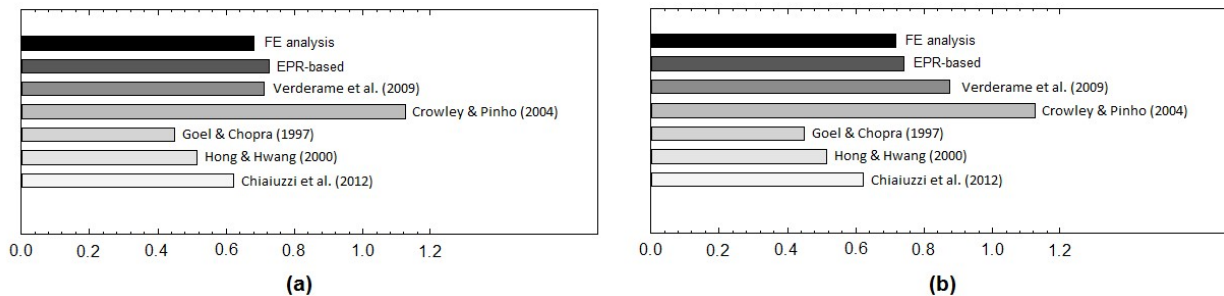 FE analysis
EPR-based
Verderame et al. (2009)
Crowley & Pinho (2004)
Goel & Chopra (1997)
Hong & Hwang (2000)
Chiaiuzzi et al. (2012)
0.0 0.2 0.4 0.6 0.8 1.0 1.2
(a)
FE analysis
EPR-based
Verderame et al. (2009)
Crowley & Pinho (2004)
Goel & Chopra (1997)
Hong & Hwang (2000)
Chiaiuzzi et al. (2012)
0.0 0.2 0.4 0.6 0.8 1.0 1.2
(b)